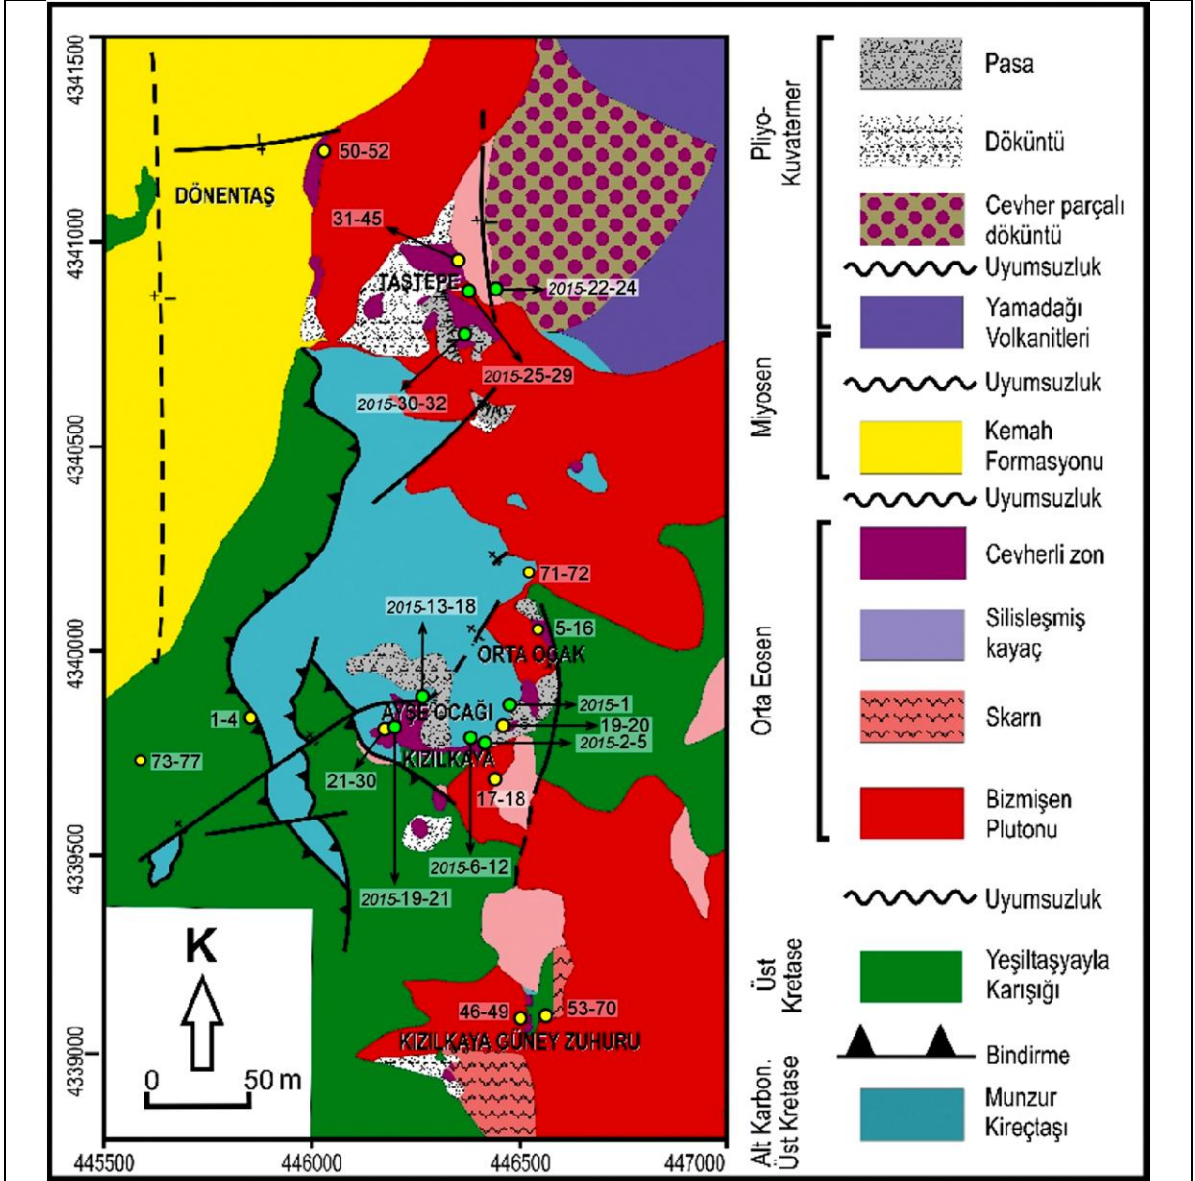 4341500
4341000
4340500
4340000
4339500
4339000
445500
446000
446500
447000
50-52
DÖNENTAŞ
31-45
TAŞTEPE
2015-22-24
2015-25-29
2015-30-32
71-72
2015-13-18
5-16
ORTA OCAK
1-4
AYŞE OCAĞI
2015-1
19-20
2015-2-5
73-77
KIZILKAYA
21-30
17-18
2015-6-12
2015-19-21
K
0 50 m
46-49
53-70
KIZILKAYA GÜNEY ZUHURU
Pliyo-
Kuvaterner
Miyosen
Orta Eosen
Üst
Kretase
Alt Karbon.
Üst Kretase
Pasa
Döküntü
Cevher parçalı
döküntü
Uyumsuzluk
Yamadağı
Volkanitleri
Uyumsuzluk
Kemah
Formasyonu
Uyumsuzluk
Cevherli zon
Silisleşmiş
kayaç
Skarn
Bizmişen
Plutonu
Uyumsuzluk
Yeşiltaşyayla
Karışığı
Bindirme
Munzur
Kireçtaşı